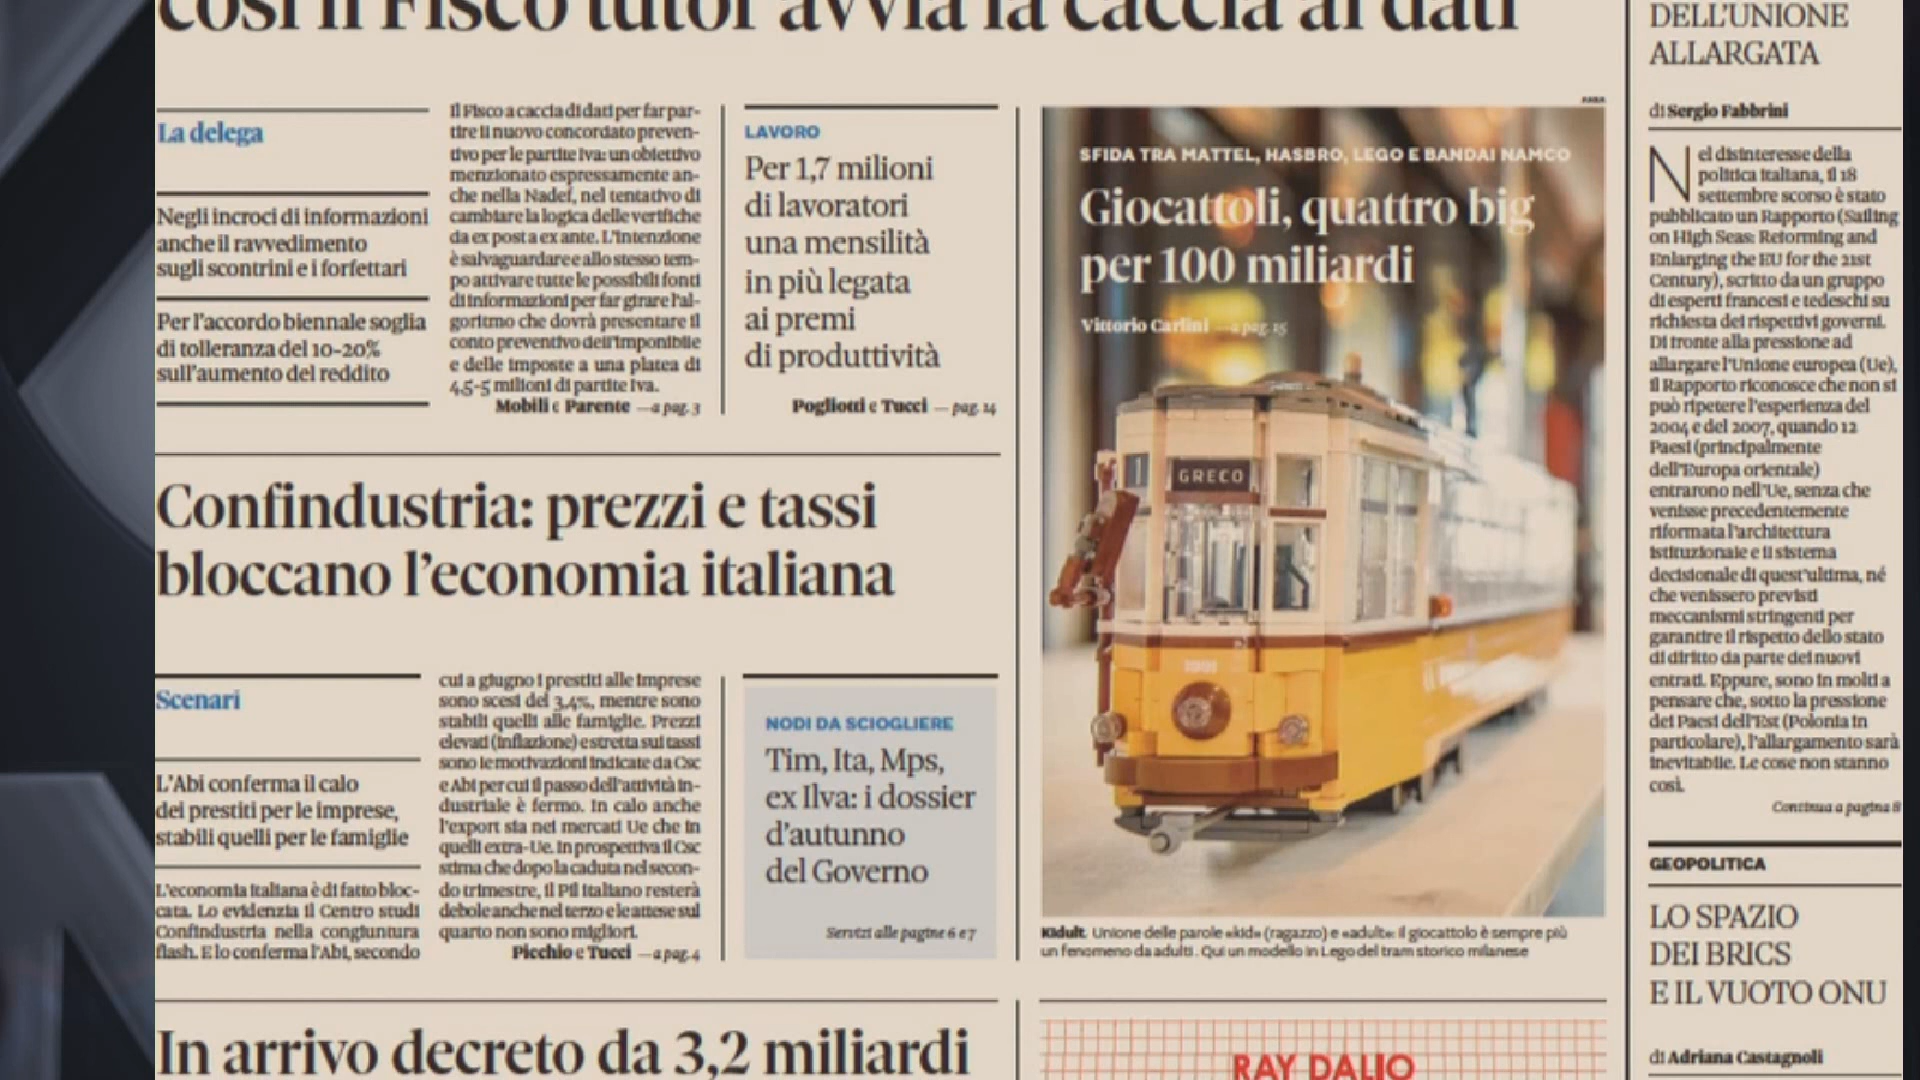 così il Fisco tutor avvia la caccia ai dati
La delega
Negli incroci di informazioni
anche il ravvedimento
sugli scontrini e i forfettari
Per l'accordo biennale soglia
di tolleranza del 10-20%
sull'aumento del reddito
Il Fisco a caccia di dati per far par-
tire il nuovo concordato preven-
tivo per le partite Iva: un obiettivo
menzionato espressamente an-
che nella Nadef, nel tentativo di
cambiare la logica delle verifiche
da ex post a ex ante. L'intenzione
è salvaguardare e allo stesso tem-
po attivare tutte le possibili fonti
di informazioni per far girare l'al-
goritmo che dovrà presentare il
conto preventivo dell'imponibile
e delle imposte a una platea di
4,5-5 milioni di partite Iva.
Mobili e Parente —a pag. 3
LAVORO
Per 1,7 milioni
di lavoratori
una mensilità
in più legata
ai premi
di produttività
Pogliotti e Tucci — pag. 14
Confindustria: prezzi e tassi
bloccano l'economia italiana
Scenari
L'Abi conferma il calo
dei prestiti per le imprese,
stabili quelli per le famiglie
L'economia italiana è di fatto bloc-
cata. Lo evidenzia il Centro studi
Confindustria nella congiuntura
flash. E lo conferma l'Abi, secondo
cui a giugno i prestiti alle imprese
sono scesi del 3,4%, mentre sono
stabili quelli alle famiglie. Prezzi
elevati (inflazione) e stretta sui tassi
sono le motivazioni indicate da Csc
e Abi per cui il passo dell'attività in-
dustriale è fermo. In calo anche
l'export sia nei mercati Ue che in
quelli extra-Ue. In prospettiva il Csc
stima che dopo la caduta nel secon-
do trimestre, il Pil italiano resterà
debole anche nel terzo e le attese sul
quarto non sono migliori.
Picchio e Tucci —a pag. 4
NODI DA SCIOGLIERE
Tim, Ita, Mps,
ex Ilva: i dossier
d'autunno
del Governo
Servizi alle pagine 6 e 7
In arrivo decreto da 3,2 miliardi
SFIDA TRA MATTEL, HASBRO, LEGO E BANDAI NAMCO
Giocattoli, quattro big
per 100 miliardi
Vittorio Carlini —a pag. 15
GRECO
Kidult. Unione delle parole «kid» (ragazzo) e «adult»: il giocattolo è sempre più
un fenomeno da adulti. Qui un modello in Lego del tram storico milanese
RAY DALIO
DELL'UNIONE
ALLARGATA
di Sergio Fabbrini
Nel disinteresse della
politica italiana, il 18
settembre scorso è stato
pubblicato un Rapporto (Sailing
on High Seas: Reforming and
Enlarging the EU for the 21st
Century), scritto da un gruppo
di esperti francesi e tedeschi su
richiesta dei rispettivi governi.
Di fronte alla pressione ad
allargare l'Unione europea (Ue),
il Rapporto riconosce che non si
può ripetere l'esperienza del
2004 e del 2007, quando 12
Paesi (principalmente
dell'Europa orientale)
entrarono nell'Ue, senza che
venisse precedentemente
riformata l'architettura
istituzionale e il sistema
decisionale di quest'ultima, né
che venissero previsti
meccanismi stringenti per
garantire il rispetto dello stato
di diritto da parte dei nuovi
entrati. Eppure, sono in molti a
pensare che, sotto la pressione
dei Paesi dell'Est (Polonia in
particolare), l'allargamento sarà
inevitabile. Le cose non stanno
così.
Continua a pagina 8
GEOPOLITICA
LO SPAZIO
DEI BRICS
E IL VUOTO ONU
di Adriana Castagnoli